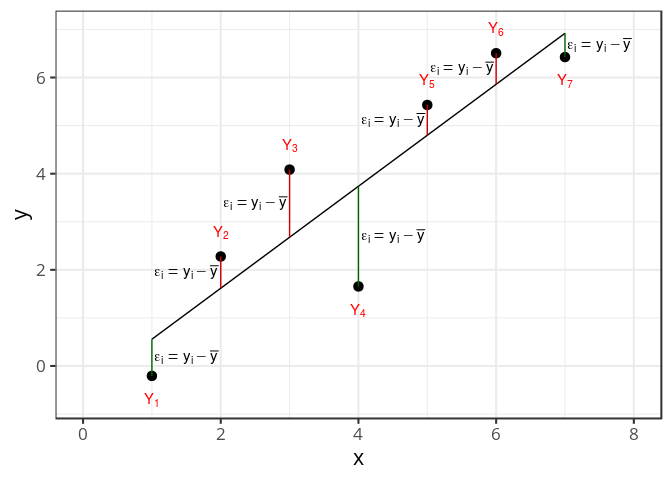 Y₆
εᵢ = yᵢ − y̅
εᵢ = yᵢ − y̅
Y₅
Y₇
6
εᵢ = yᵢ − y̅
Y₃
4
εᵢ = yᵢ − y̅
Y₂
εᵢ = yᵢ − y̅
y
εᵢ = yᵢ − y̅
2
Y₄
εᵢ = yᵢ − y̅
0
Y₁
0 2 4 6 8
x